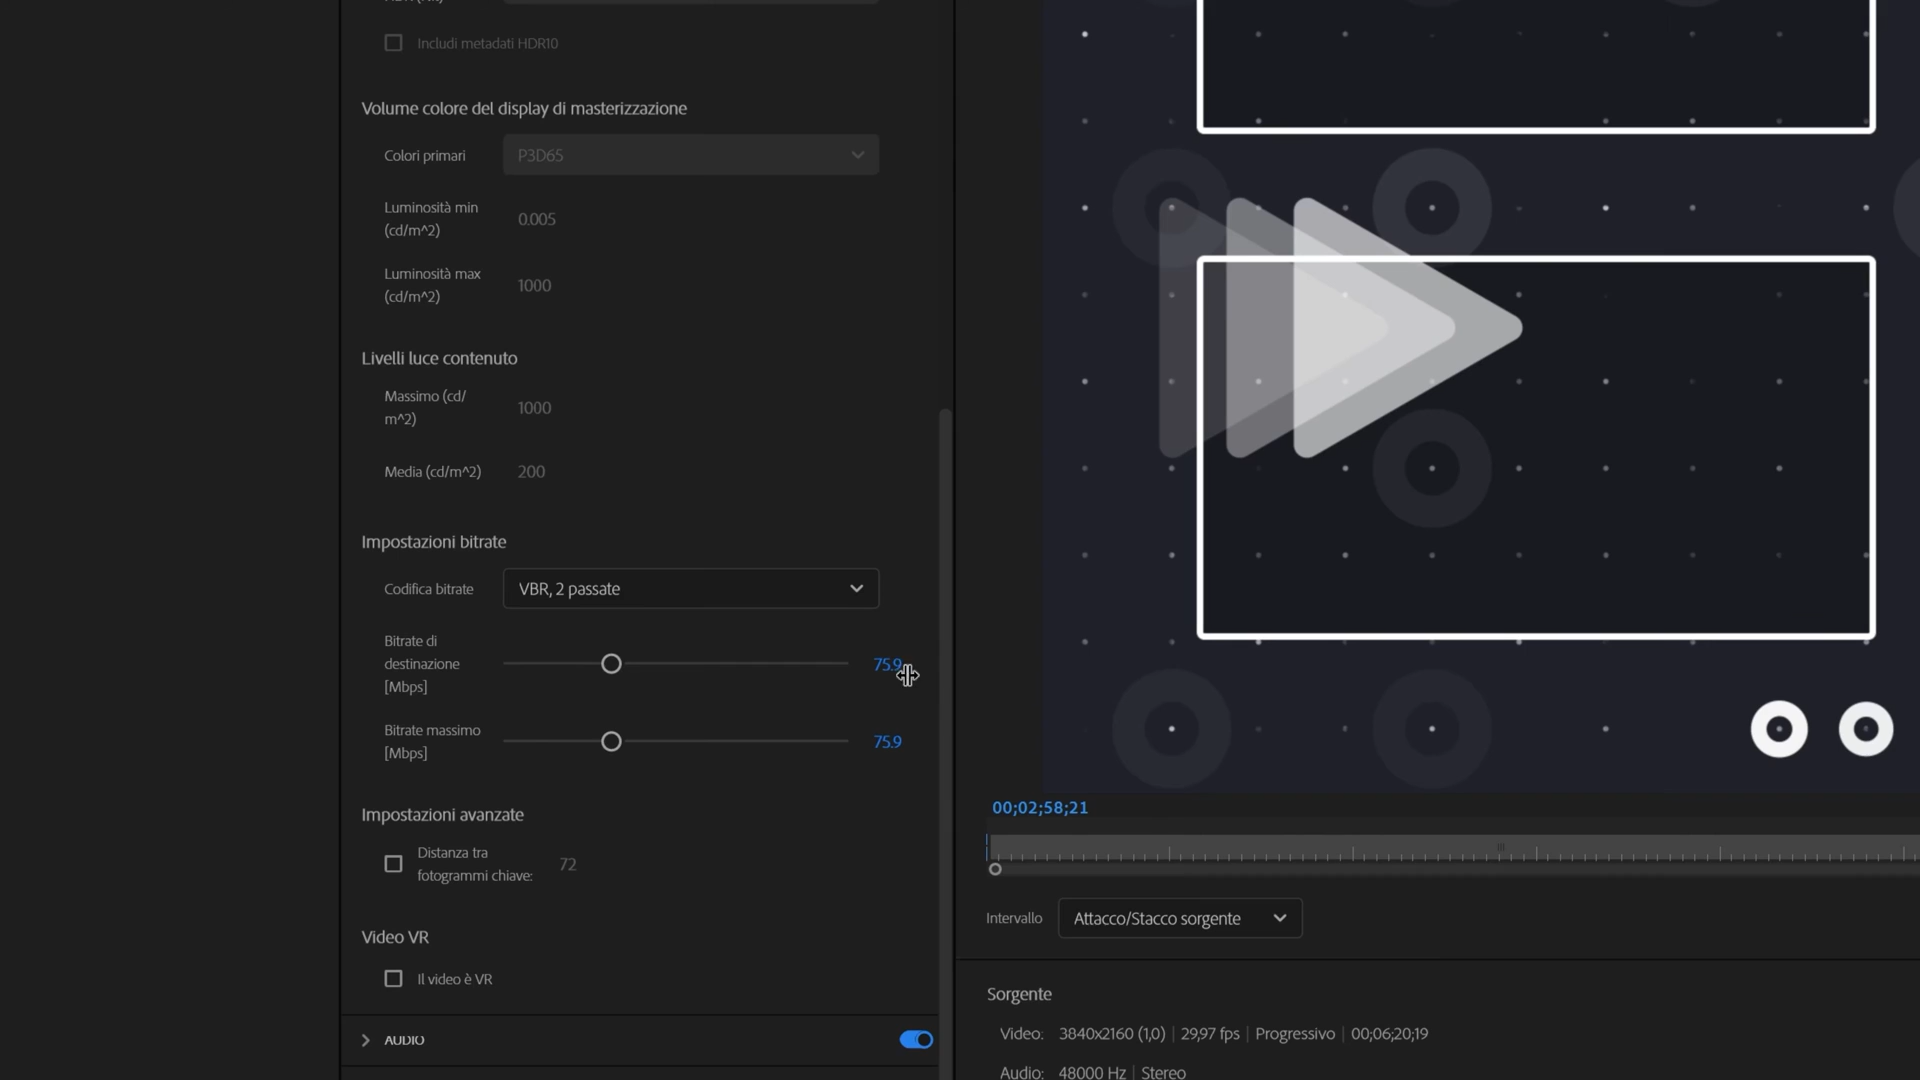 Includi metadati HDR10
Volume colore del display di masterizzazione
Colori primari
P3D65
Luminosità min
(cd/m^2)
0.005
Luminosità max
(cd/m^2)
1000
Livelli luce contenuto
Massimo (cd/
m^2)
1000
Media (cd/m^2)
200
Impostazioni bitrate
Codifica bitrate
VBR, 2 passate
Bitrate di
destinazione
[Mbps]
75.9
Bitrate massimo
[Mbps]
75.9
Impostazioni avanzate
Distanza tra
fotogrammi chiave:
72
Video VR
Il video è VR
AUDIO
00;02;58;21
Intervallo
Attacco/Stacco sorgente
Sorgente
Video: 3840x2160 (1,0) | 29,97 fps | Progressivo | 00;06;20;19
Audio: 48000 Hz | Stereo